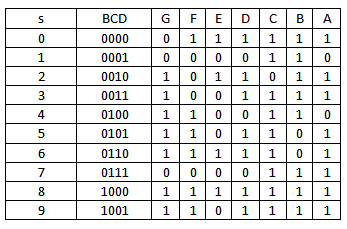 s BCD G F E D C B A
0 0000 0 1 1 1 1 1 1
1 0001 0 0 0 0 1 1 0
2 0010 1 0 1 1 0 1 1
3 0011 1 0 0 1 1 1 1
4 0100 1 1 0 0 1 1 0
5 0101 1 1 0 1 1 0 1
6 0110 1 1 1 1 1 0 1
7 0111 0 0 0 0 1 1 1
8 1000 1 1 1 1 1 1 1
9 1001 1 1 0 1 1 1 1